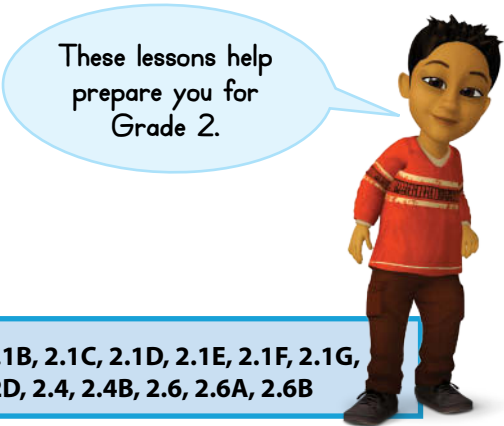 These lessons help
prepare you for
Grade 2.
1B, 2.1C, 2.1D, 2.1E, 2.1F, 2.1G,
2.4, 2.4B, 2.6, 2.6A, 2.6B